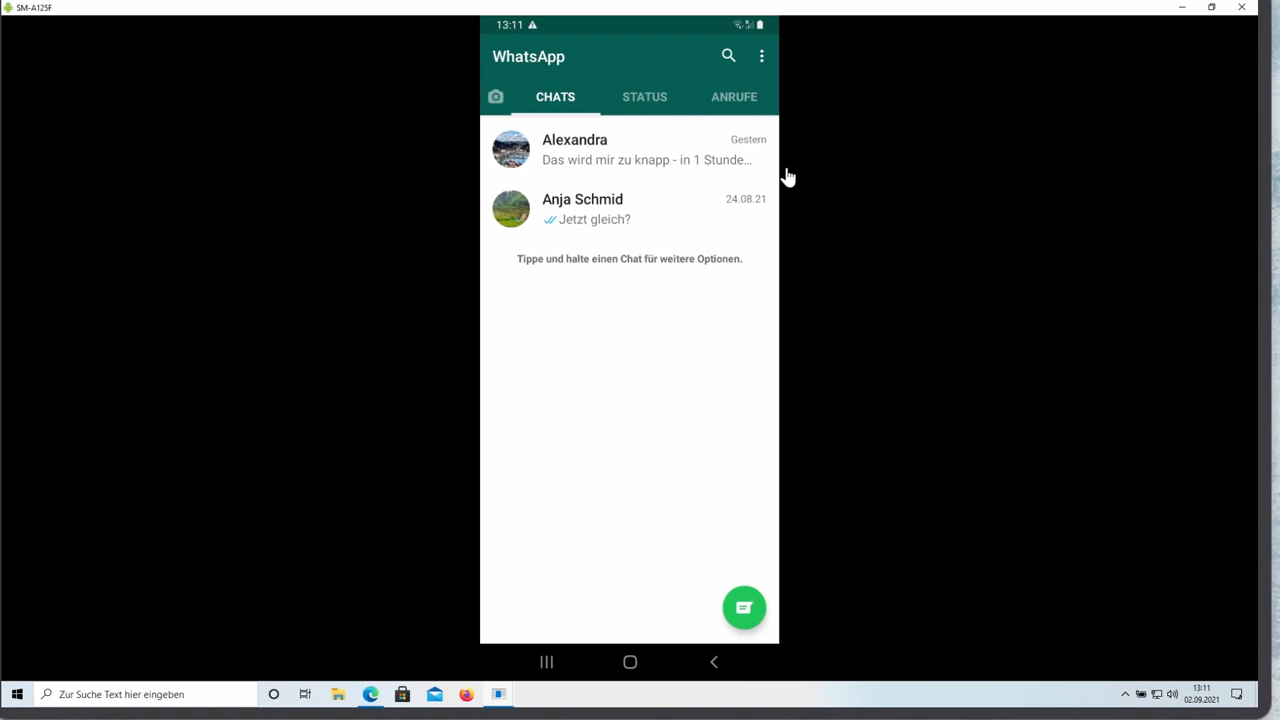 SM-A125F
13:11
WhatsApp
CHATS STATUS ANRUFE
Alexandra Gestern
Das wird mir zu knapp - in 1 Stunde...
Anja Schmid 24.08.21
Jetzt gleich?
Tippe und halte einen Chat für weitere Optionen.
Zur Suche Text hier eingeben
13:11
02.09.2021